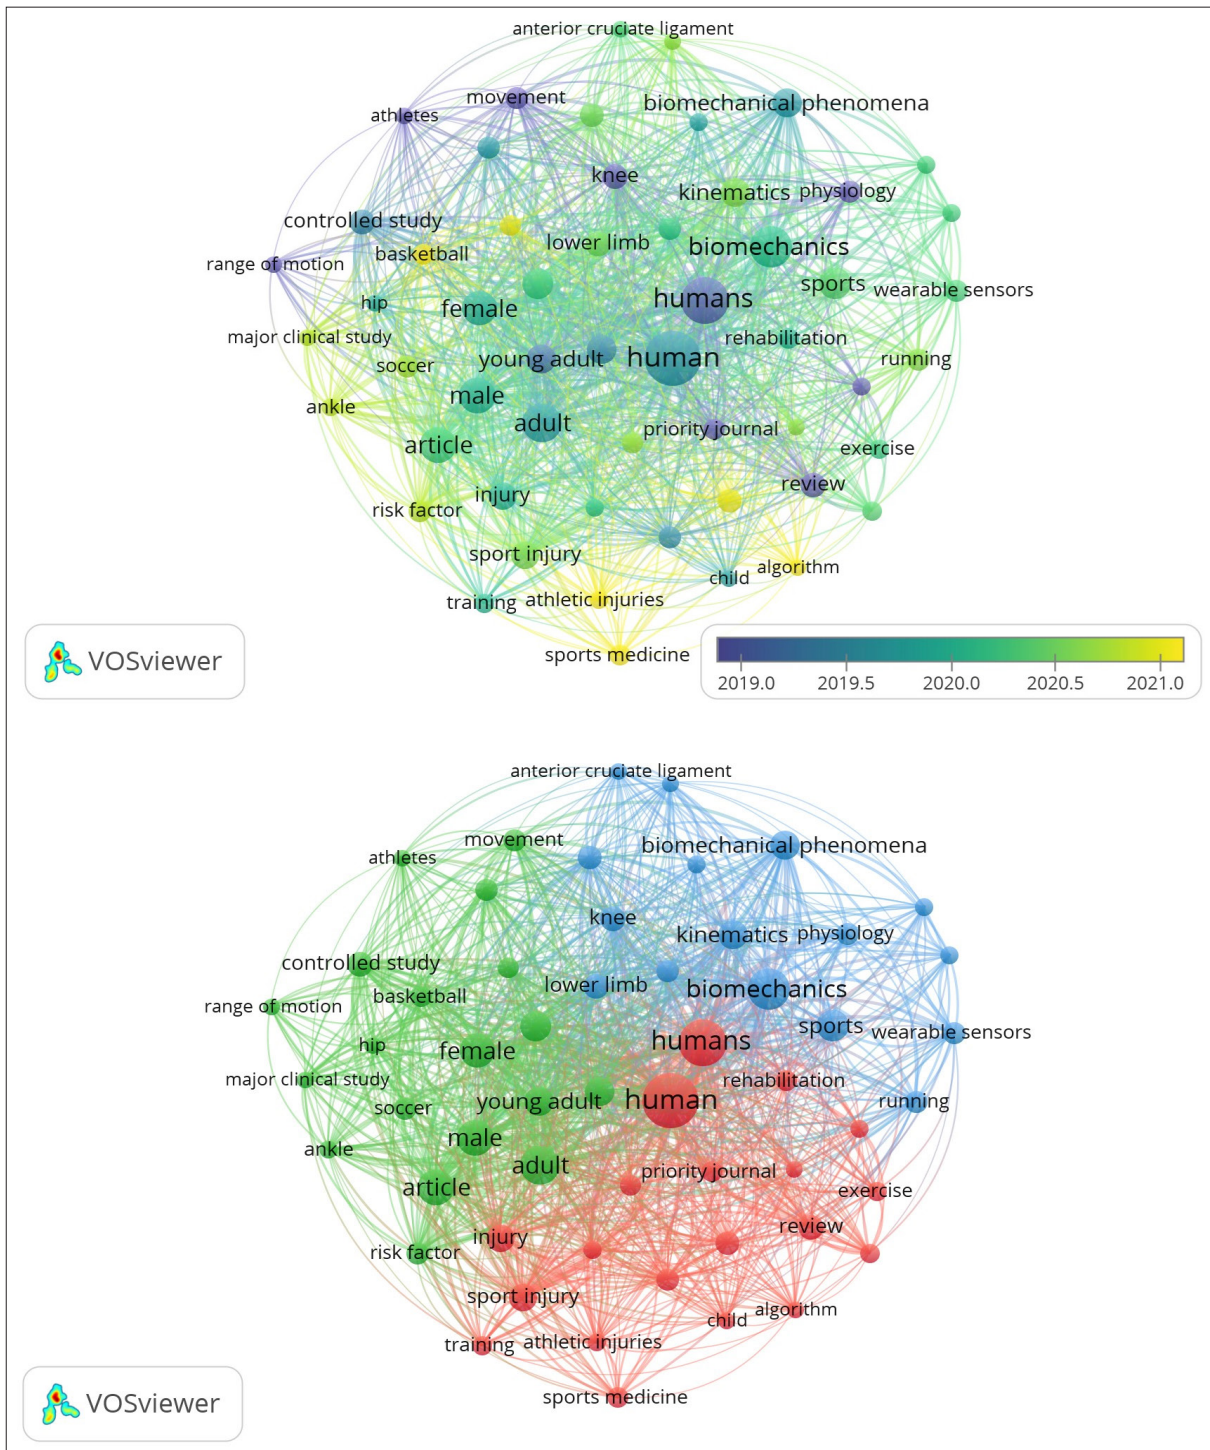 anterior cruciate ligament
movement
biomechanical phenomena
athletes
knee
kinematics
physiology
controlled study
lower limb
biomechanics
basketball
range of motion
sports
wearable sensors
humans
hip
female
major clinical study
rehabilitation
young adult
human
running
soccer
male
ankle
adult
priority journal
article
exercise
review
injury
risk factor
sport injury
algorithm
child
training
athletic injuries
sports medicine
VOSviewer
2019.0 2019.5 2020.0 2020.5 2021.0
anterior cruciate ligament
movement
biomechanical phenomena
athletes
knee
kinematics
physiology
controlled study
lower limb
biomechanics
basketball
range of motion
sports
wearable sensors
humans
hip
female
major clinical study
rehabilitation
young adult
human
running
soccer
male
ankle
adult
priority journal
article
exercise
review
injury
risk factor
sport injury
algorithm
child
training
athletic injuries
sports medicine
VOSviewer